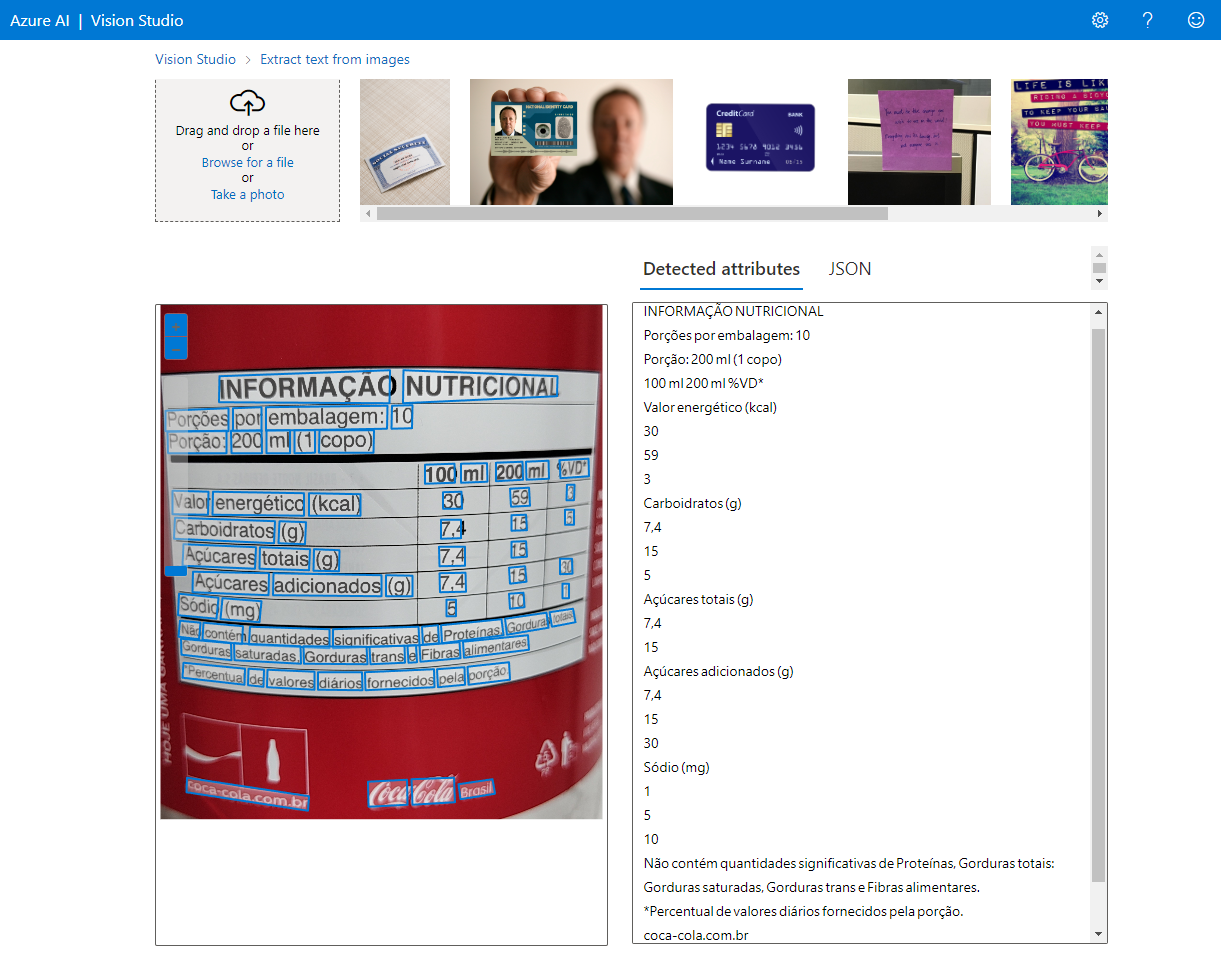 Azure AI | Vision Studio
Vision Studio > Extract text from images
Drag and drop a file here
or
Browse for a file
or
Take a photo
NATIONAL IDENTITY CARD
CreditCard BANK
1234 5678 9012 3456
Name Surname 06/15
LIFE IS LIK
RIDING A BICYC
TO KEEP YOUR BA
YOU MUST KEEP
Detected attributes JSON
INFORMAÇÃO NUTRICIONAL
Porções por embalagem: 10
Porção: 200 ml (1 copo)
100 ml 200 ml %VD*
Valor energético (kcal) 30 59 3
Carboidratos (g) 7,4 15 5
Açúcares totais (g) 7,4 15
Açúcares adicionados (g) 7,4 15 30
Sódio (mg) 5 10 1
Não contém quantidades significativas de Proteínas, Gorduras totais,
Gorduras saturadas, Gorduras trans e Fibras alimentares
*Percentual de valores diários fornecidos pela porção.
HOJE UMA GARRA
coca-cola.com.br
Coca-Cola Brasil
INFORMAÇÃO NUTRICIONAL
Porções por embalagem: 10
Porção: 200 ml (1 copo)
100 ml 200 ml %VD*
Valor energético (kcal)
30
59
3
Carboidratos (g)
7,4
15
5
Açúcares totais (g)
7,4
15
Açúcares adicionados (g)
7,4
15
30
Sódio (mg)
1
5
10
Não contém quantidades significativas de Proteínas, Gorduras totais:
Gorduras saturadas, Gorduras trans e Fibras alimentares.
*Percentual de valores diários fornecidos pela porção.
coca-cola.com.br